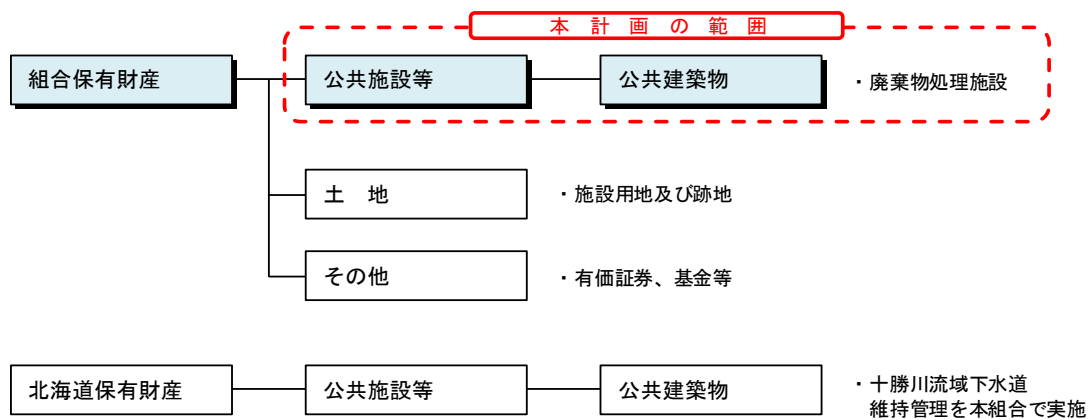 本計画の範囲
組合保有財産
公共施設等
公共建築物
・廃棄物処理施設
土　地
・施設用地及び跡地
その他
・有価証券、基金等
北海道保有財産
公共施設等
公共建築物
・十勝川流域下水道
維持管理を本組合で実施